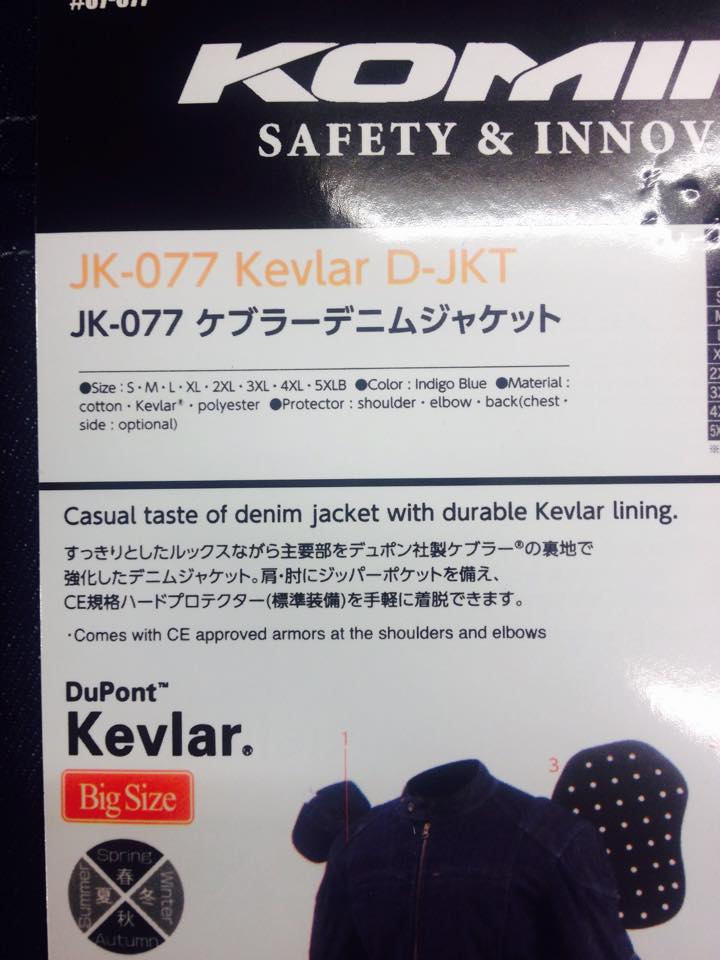 #07-077
KOMI
SAFETY & INNOV
JK-077 Kevlar D-JKT
JK-077 ケブラーデニムジャケット
●Size : S・M・L・XL・2XL・3XL・4XL・5XLB ●Color : Indigo Blue ●Material :
cotton・Kevlar®・polyester ●Protector : shoulder・elbow・back(chest・
side : optional)
Casual taste of denim jacket with durable Kevlar lining.
すっきりとしたルックスながら主要部をデュポン社製ケブラー®の裏地で
強化したデニムジャケット。肩・肘にジッパーポケットを備え、
CE規格ハードプロテクター(標準装備)を手軽に着脱できます。
・Comes with CE approved armors at the shoulders and elbows
DuPont™
Kevlar®
Big Size
1
3
Spring
春
Summer 夏 冬 Winter
秋
Autumn